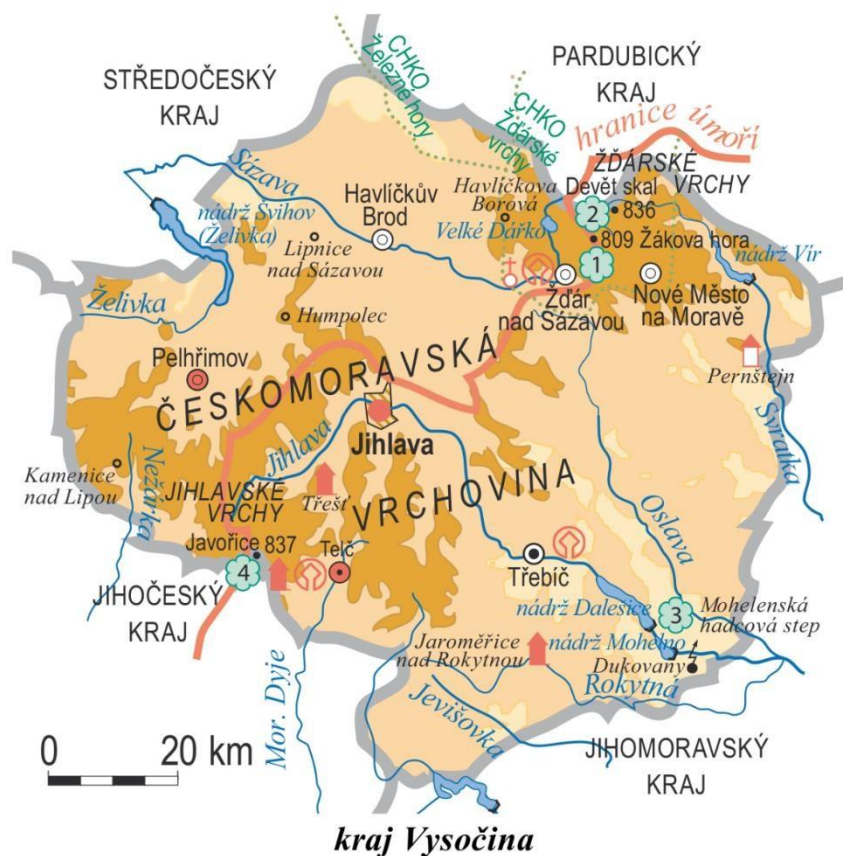 STŘEDOČESKÝ
KRAJ
CHKO
Železné hory
CHKO
Žďárské
vrchy
PARDUBICKÝ
KRAJ
hranice úmoří
ŽĎÁRSKÉ
VRCHY
Devět skal
2
836
809 Žákova hora
1
Sázava
nádrž Švihov
(Želivka)
Havlíčkův
Brod
Havlíčkova
Borová
Velké Dářko
nádrž Vír
Lipnice
nad Sázavou
Želivka
Humpolec
Žďár
nad Sázavou
Nové Město
na Moravě
Pernštejn
Svratka
Pelhřimov
ČESKOMORAVSKÁ
VRCHOVINA
Jihlava
Jihlava
Kamenice
nad Lipou
Nežárka
JIHLAVSKÉ
VRCHY
Třešť
Javořice 837
4
Telč
Oslava
Třebíč
JIHOČESKÝ
KRAJ
nádrž Dalešice
3
Mohelenská
hadcová step
Jaroměřice
nad Rokytnou
nádrž Mohelno
Dukovany
Rokytná
Mor. Dyje
Jevišovka
JIHOMORAVSKÝ
KRAJ
0 20 km
kraj Vysočina